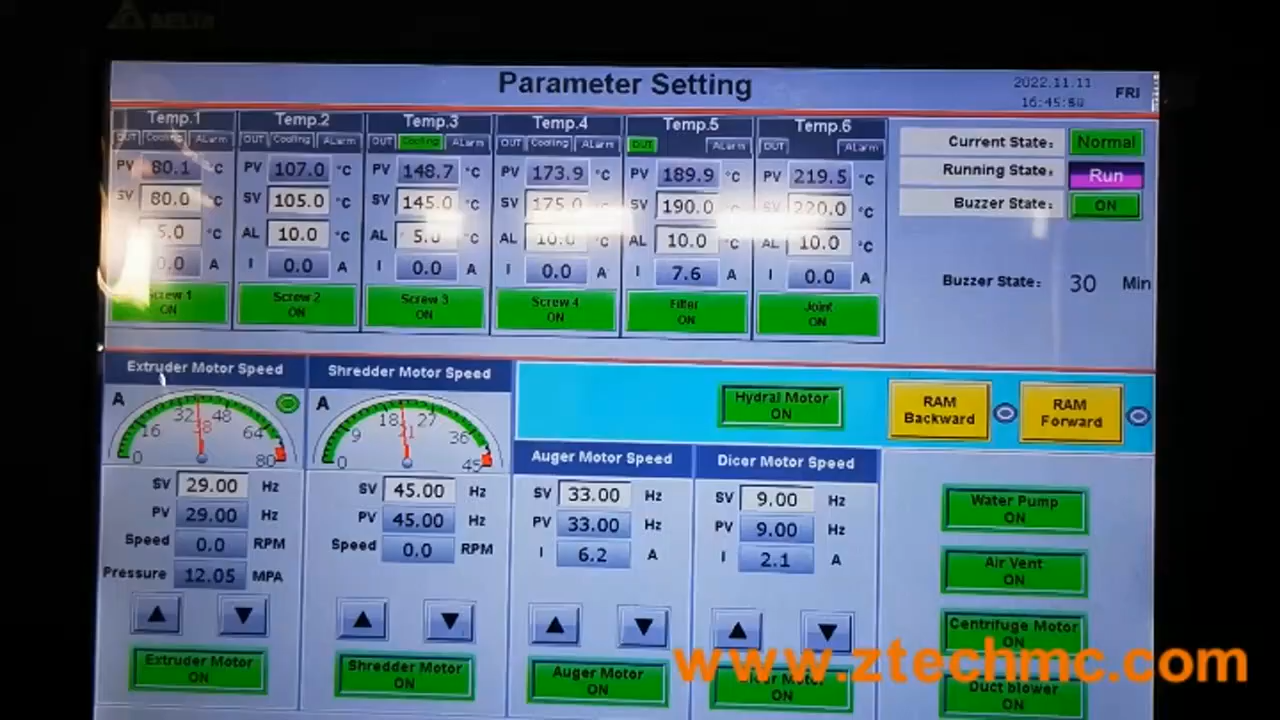 DELTA
Parameter Setting
2022.11.11
16:45:
FRI
Temp.1
OUT Cooling ALarm
PV 80.1 °C
SV 80.0 °C
5.0 °C
0.0 A
Screw 1
ON
Temp.2
OUT Cooling ALarm
PV 107.0 °C
SV 105.0 °C
AL 10.0 °C
I 0.0 A
Screw 2
ON
Temp.3
OUT Cooling ALarm
PV 148.7 °C
SV 145.0 °C
AL 5.0 °C
I 0.0 A
Screw 3
ON
Temp.4
OUT Cooling ALarm
PV 173.9 °C
SV 175.0 °C
AL 10.0 °C
I 0.0 A
Screw 4
ON
Temp.5
OUT ALarm
PV 189.9 °C
SV 190.0 °C
AL 10.0 °C
I 7.6 A
Filter
ON
Temp.6
OUT ALarm
PV 219.5 °C
SV 220.0 °C
AL 10.0 °C
I 0.0 A
Joint
ON
Current State: Normal
Running State: Run
Buzzer State: ON
Buzzer State: 30 Min
Extruder Motor Speed
A
0 16 32 48 64 80
SV 29.00 Hz
PV 29.00 Hz
Speed 0.0 RPM
Pressure 12.05 MPA
▲ ▼
Extruder Motor
ON
Shredder Motor Speed
A
0 9 18 27 36 45
SV 45.00 Hz
PV 45.00 Hz
Speed 0.0 RPM
▲ ▼
Shredder Motor
ON
Hydral Motor
ON
RAM
Backward
RAM
Forward
Auger Motor Speed
SV 33.00 Hz
PV 33.00 Hz
I 6.2 A
▲ ▼
Auger Motor
ON
Dicer Motor Speed
SV 9.00 Hz
PV 9.00 Hz
I 2.1 A
▲ ▼
Dicer Motor
ON
Water Pump
ON
Air Vent
ON
Centrifuge Motor
ON
Duct blower
ON
www.ztechmc.com